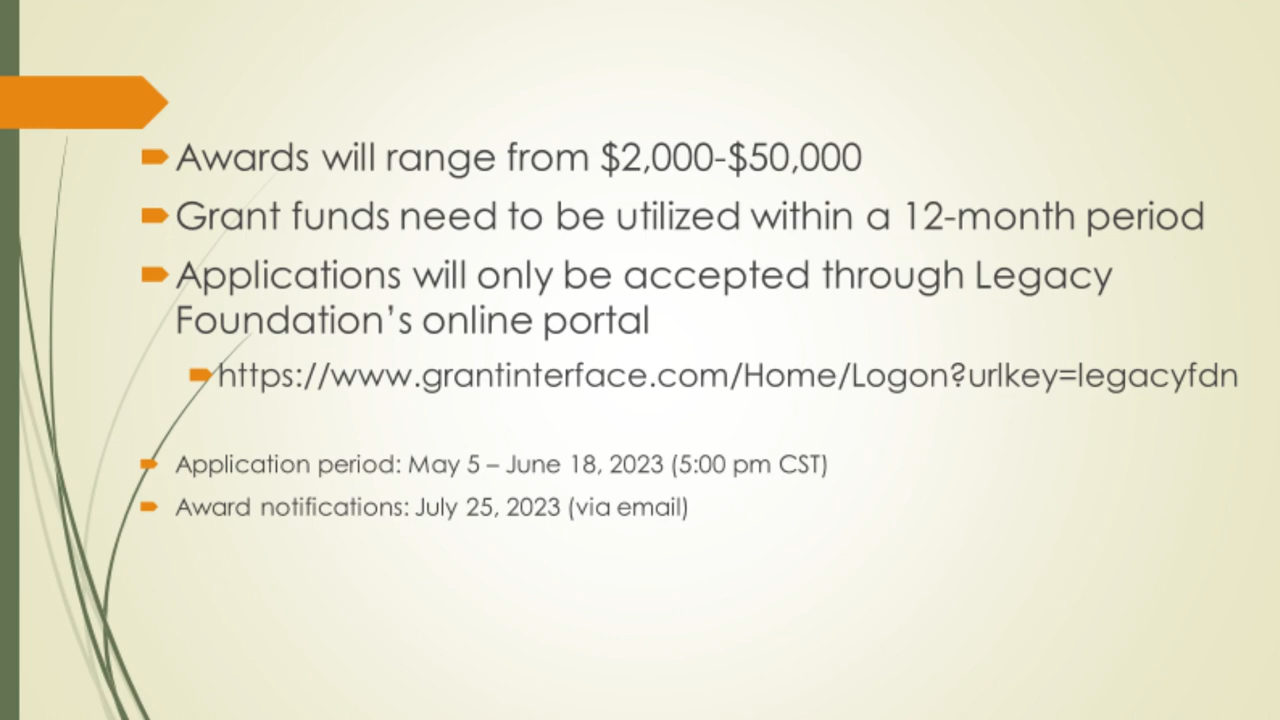 Awards will range from $2,000-$50,000
Grant funds need to be utilized within a 12-month period
Applications will only be accepted through Legacy
Foundation’s online portal
https://www.grantinterface.com/Home/Logon?urlkey=legacyfdn
Application period: May 5 – June 18, 2023 (5:00 pm CST)
Award notifications: July 25, 2023 (via email)